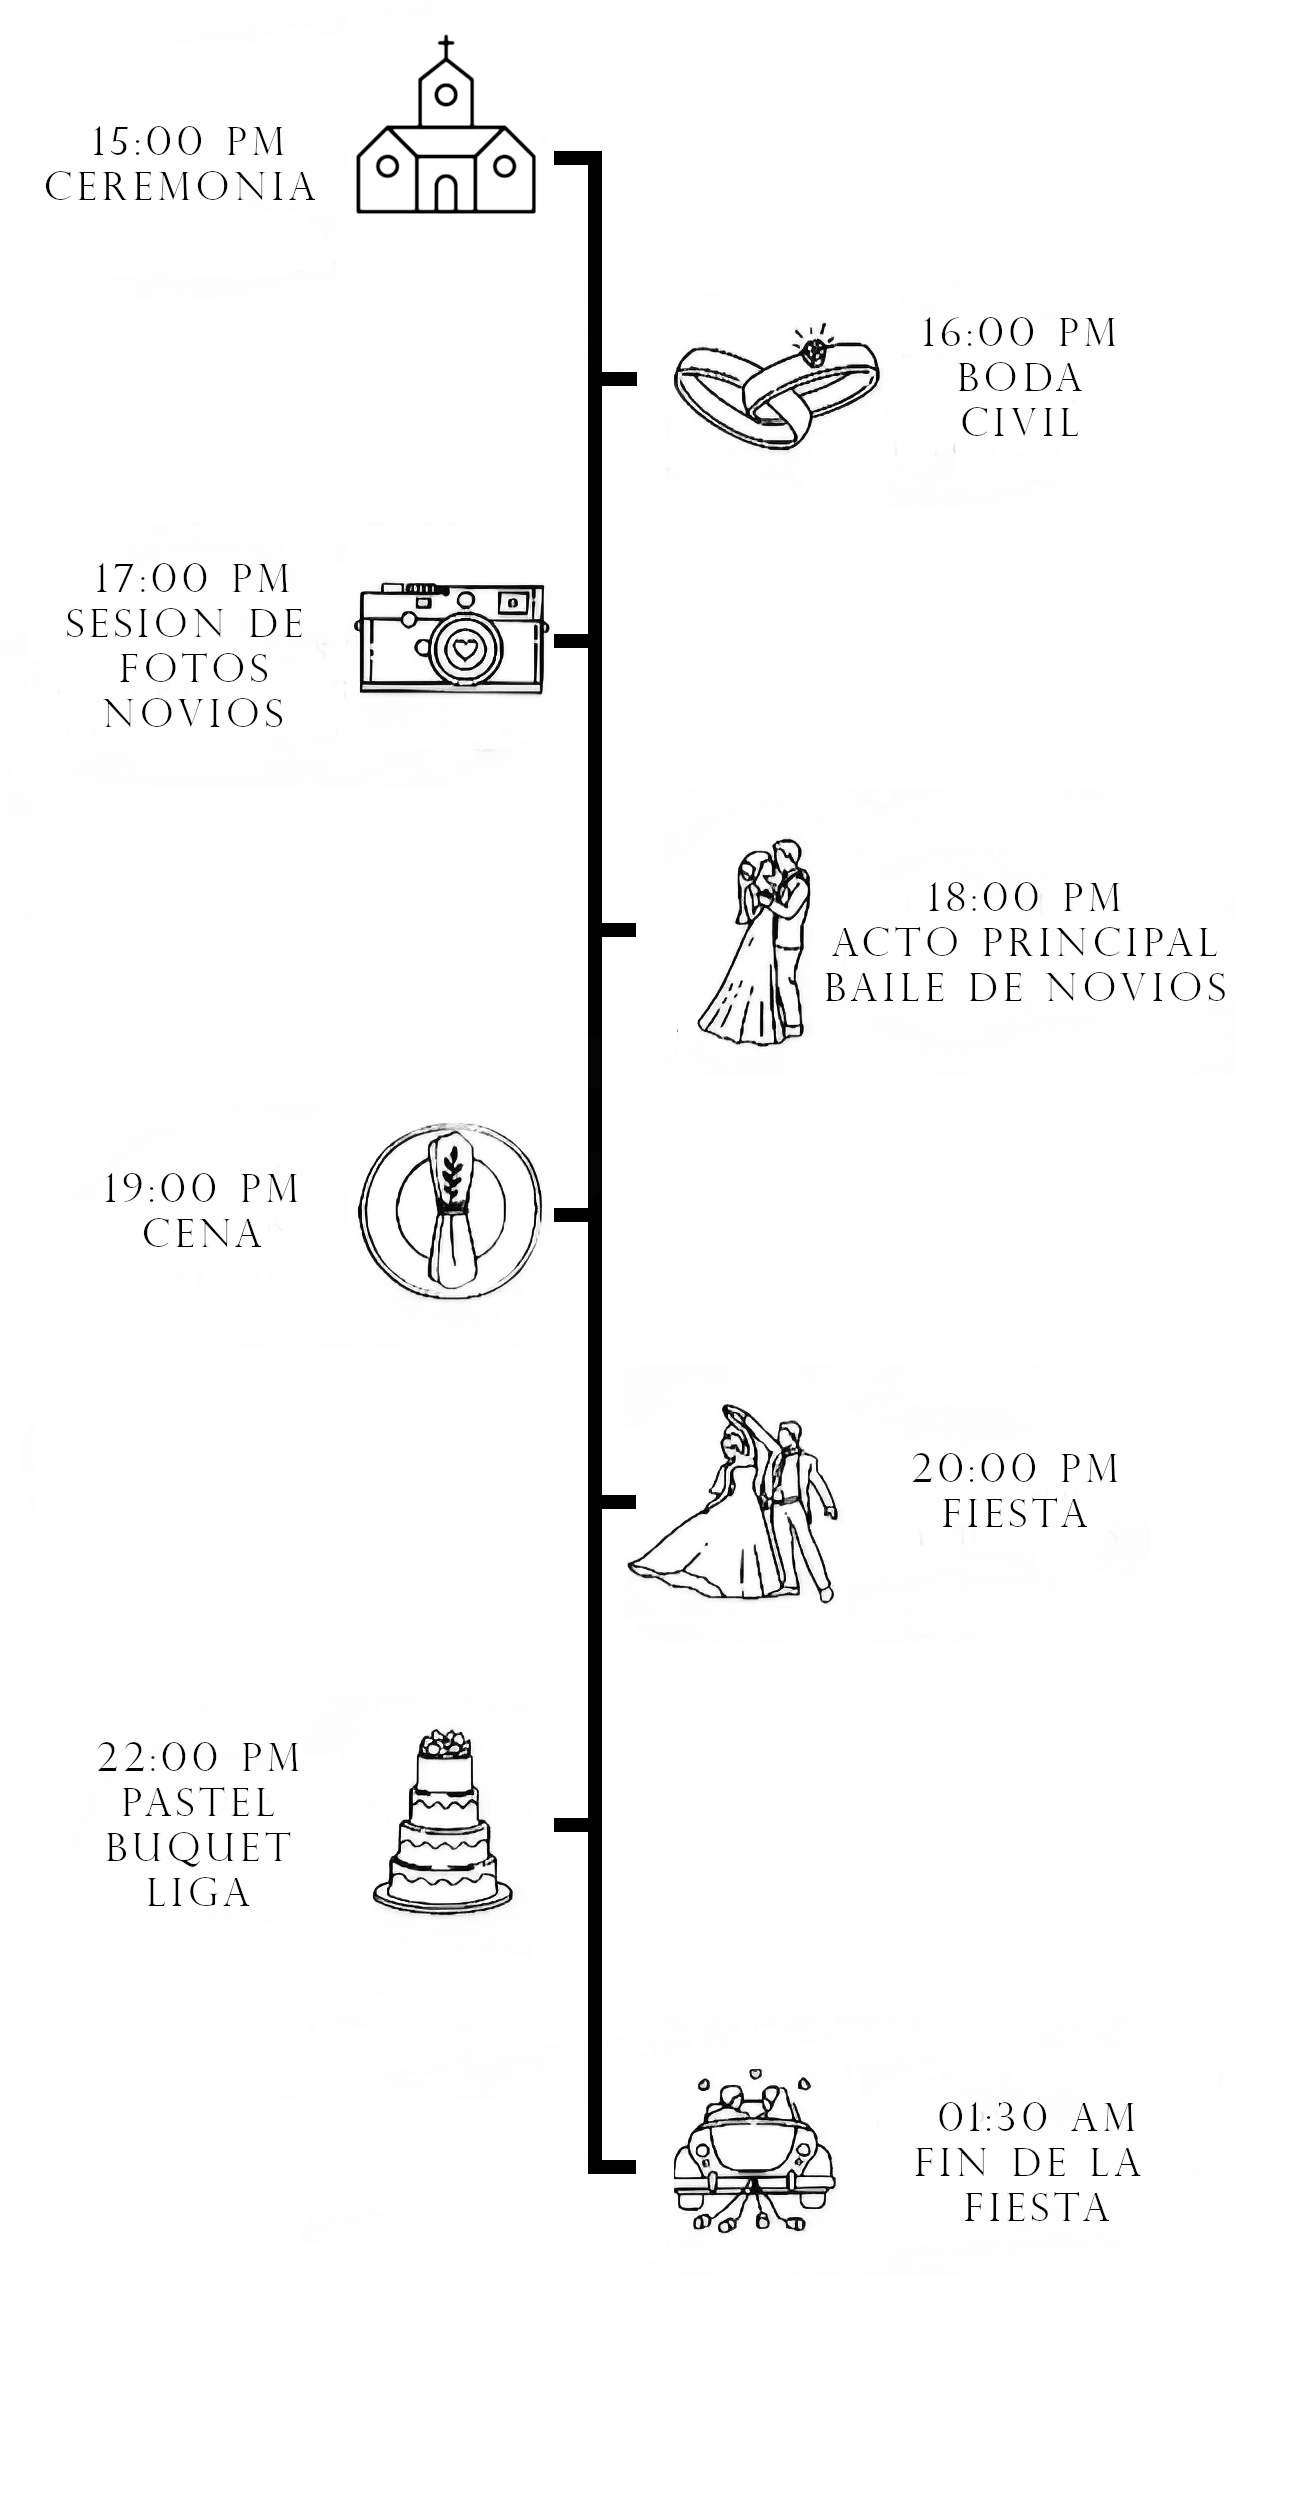 15:00 PM
CEREMONIA
16:00 PM
BODA
CIVIL
17:00 PM
SESION DE
FOTOS
NOVIOS
18:00 PM
ACTO PRINCIPAL
BAILE DE NOVIOS
19:00 PM
CENA
20:00 PM
FIESTA
22:00 PM
PASTEL
BUQUET
LIGA
01:30 AM
FIN DE LA
FIESTA